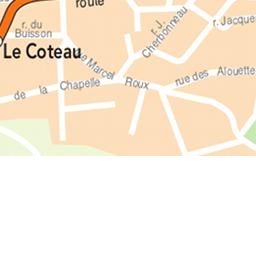 route
r. du
Buisson
Le Coteau
r. J.
Cherbonneau
r. Jacque
Marcel Roux
rue des Alouette
de la Chapelle